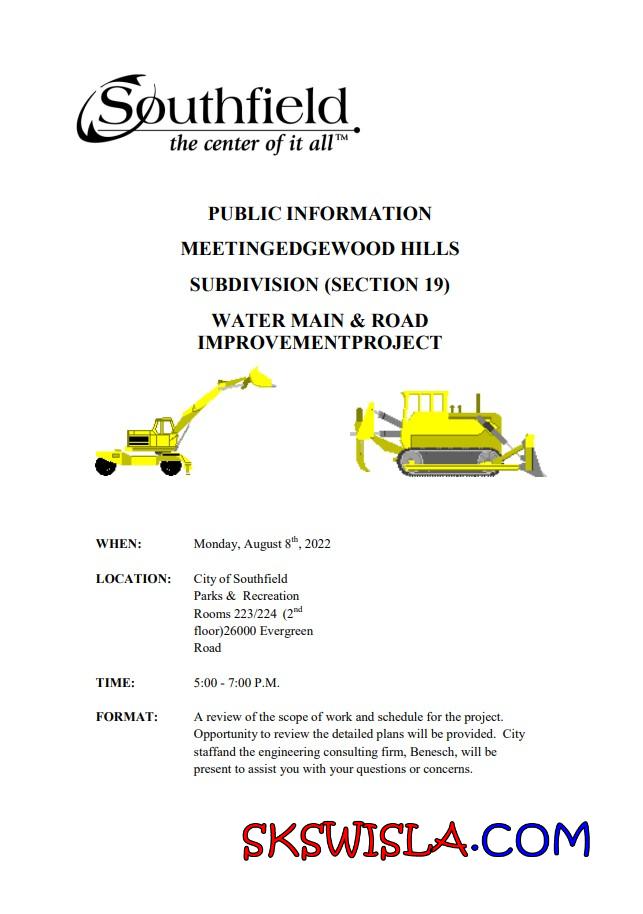 Southfield.
the center of it all™
PUBLIC INFORMATION
MEETINGEDGEWOOD HILLS
SUBDIVISION (SECTION 19)
WATER MAIN & ROAD
IMPROVEMENTPROJECT
WHEN: Monday, August 8th, 2022
LOCATION: City of Southfield
Parks & Recreation
Rooms 223/224 (2nd
floor)26000 Evergreen
Road
TIME: 5:00 - 7:00 P.M.
FORMAT: A review of the scope of work and schedule for the project.
Opportunity to review the detailed plans will be provided. City
staffand the engineering consulting firm, Benesch, will be
present to assist you with your questions or concerns.
SKSWISLA.COM